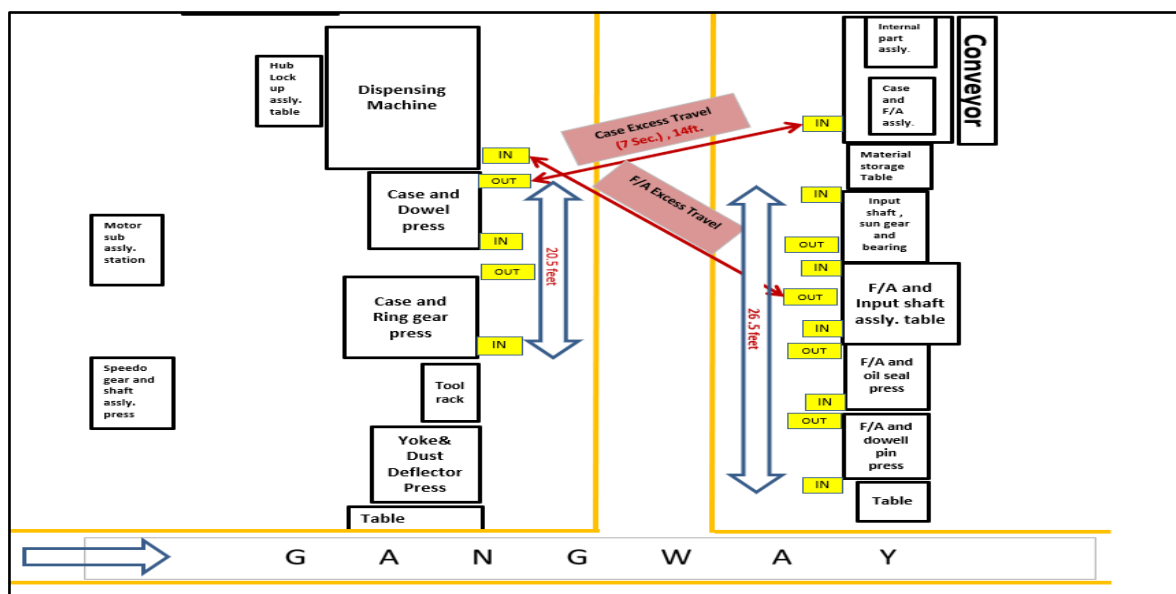 Hub
Lock
up
assly.
table
Dispensing
Machine
IN
OUT
Case and
Dowel
press
IN
OUT
Motor
sub
assly.
station
Case and
Ring gear
press
IN
Speedo
gear and
shaft
assly.
press
Tool
rack
Yoke&
Dust
Deflector
Press
Table
20.5 feet
Case Excess Travel
(7 Sec.) , 14ft.
F/A Excess Travel
26 .5 feet
Internal
part
assly.
Case
and
F/A
assly.
Conveyor
IN
Material
storage
Table
IN
Input
shaft ,
sun gear
and
bearing
OUT
IN
F/A and
Input shaft
assly. table
OUT
IN
OUT
F/A and
oil seal
press
IN
OUT
F/A and
dowell
pin
press
IN
Table
G A N G W A Y